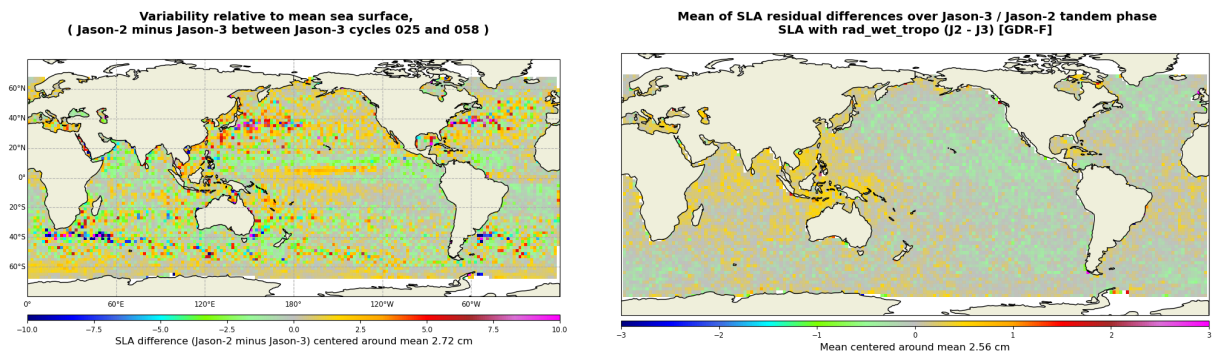 Variability relative to mean sea surface,
( Jason-2 minus Jason-3 between Jason-3 cycles 025 and 058 )
60°N
40°N
20°N
0°
20°S
40°S
60°S
0° 60°E 120°E 180° 120°W 60°W
−10.0 −7.5 −5.0 −2.5 0.0 2.5 5.0 7.5 10.0
SLA difference (Jason-2 minus Jason-3) centered around mean 2.72 cm
Mean of SLA residual differences over Jason-3 / Jason-2 tandem phase
SLA with rad_wet_tropo (J2 - J3) [GDR-F]
−3 −2 −1 0 1 2 3
Mean centered around mean 2.56 cm